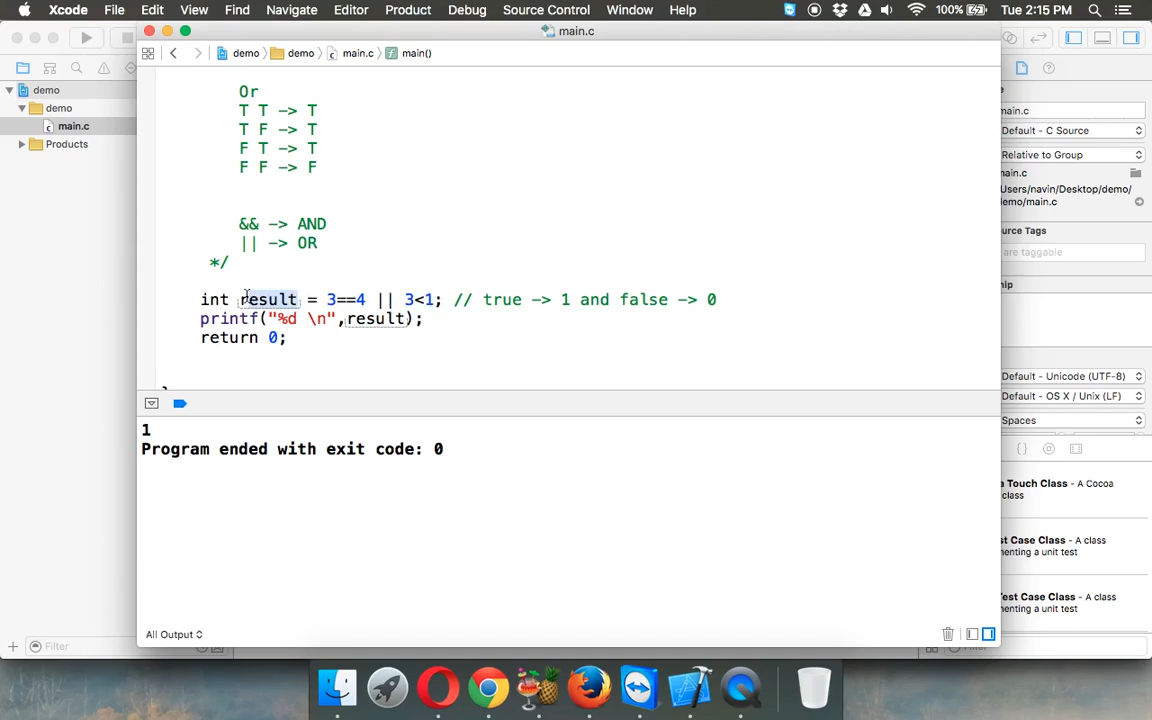 Xcode File Edit View Find Navigate Editor Product Debug Source Control Window Help 100% Tue 2:15 PM
main.c
demo demo main.c main()
demo
demo
main.c
Products
Or
T T -> T
T F -> T
F T -> T
F F -> F
&& -> AND
|| -> OR
*/
int result = 3==4 || 3<1; // true -> 1 and false -> 0
printf("%d \n",result);
return 0;
1
Program ended with exit code: 0
All Output
Filter
main.c
Default - C Source
Relative to Group
main.c
Users/navin/Desktop/demo/
demo/main.c
ource Tags
are taggable
Default - Unicode (UTF-8)
Default - OS X / Unix (LF)
Spaces
a Touch Class - A Cocoa
class
st Case Class - A class
menting a unit test
Test Case Class - A class
menting a unit test
Filter